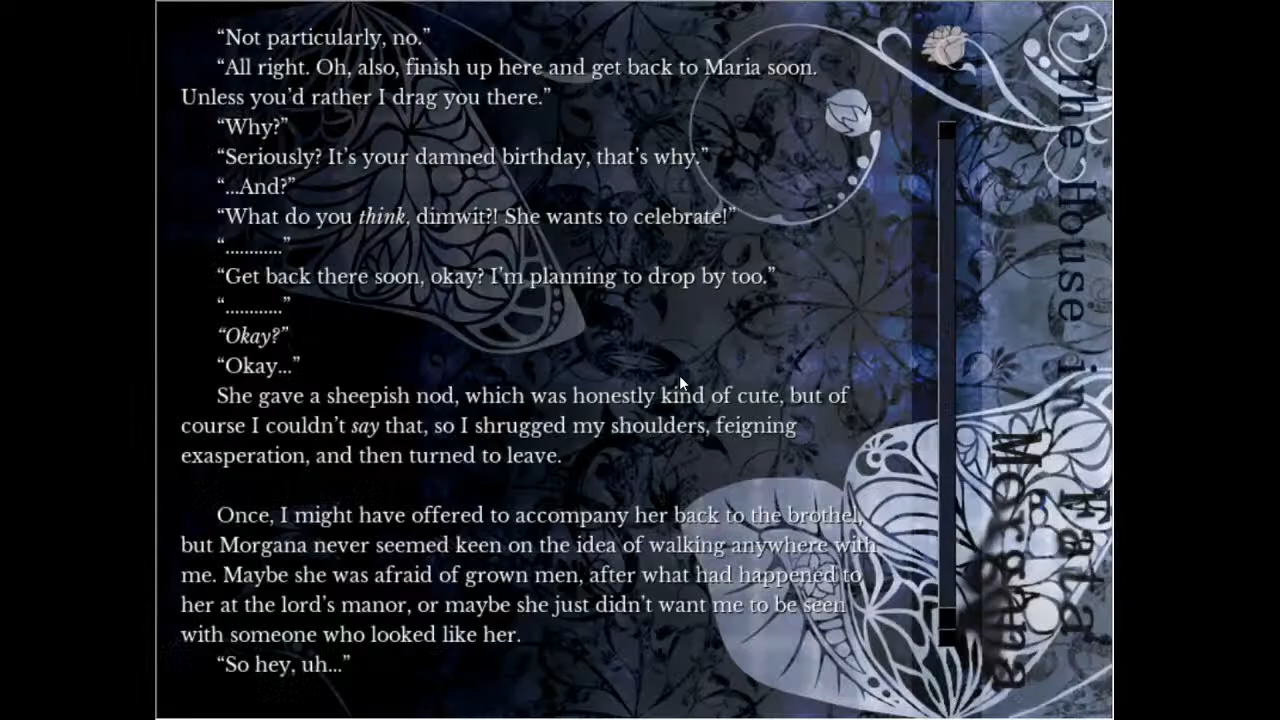 “Not particularly, no.”
“All right. Oh, also, finish up here and get back to Maria soon.
Unless you’d rather I drag you there.”
“Why?”
“Seriously? It’s your damned birthday, that’s why.”
“...And?”
“What do you think, dimwit?! She wants to celebrate!”
“............”
“Get back there soon, okay? I’m planning to drop by too.”
“............”
“Okay?”
“Okay...”
She gave a sheepish nod, which was honestly kind of cute, but of
course I couldn’t say that, so I shrugged my shoulders, feigning
exasperation, and then turned to leave.
Once, I might have offered to accompany her back to the brothel,
but Morgana never seemed keen on the idea of walking anywhere with
me. Maybe she was afraid of grown men, after what had happened to
her at the lord’s manor, or maybe she just didn’t want me to be seen
with someone who looked like her.
“So hey, uh...”
The House in
Fata
Morgana